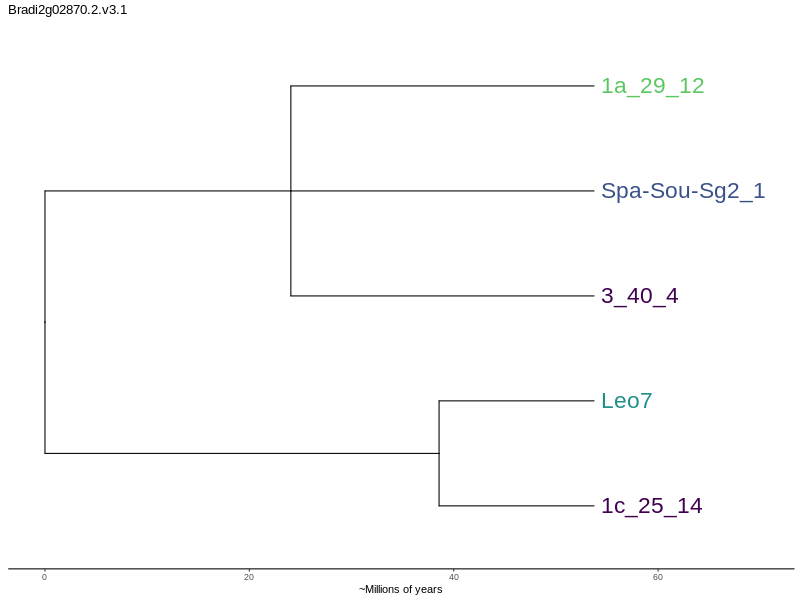 Bradi2g02870.2.v3.1
1a_29_12
Spa-Sou-Sg2_1
3_40_4
Leo7
1c_25_14
0 20 40 60
~Millions of years